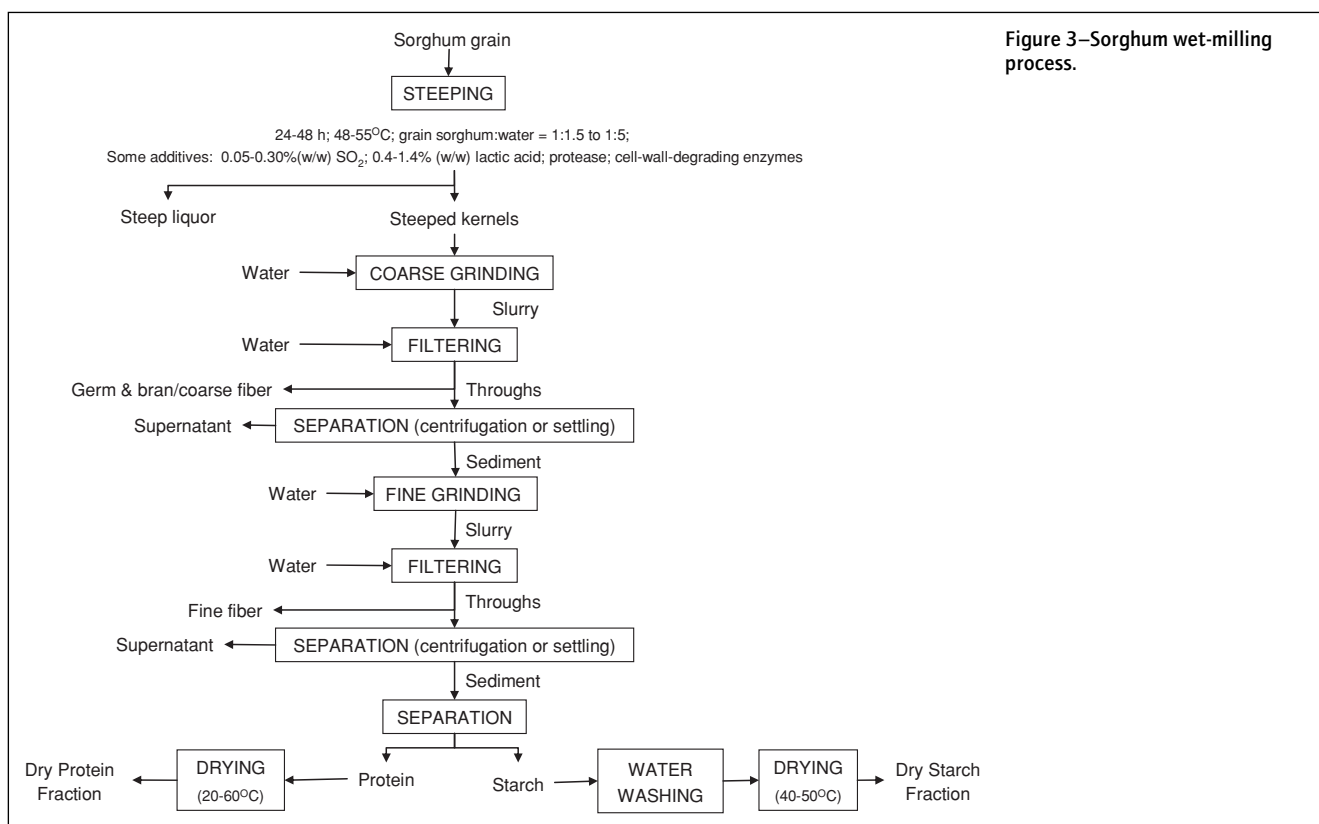 Figure 3–Sorghum wet-milling
process.
Sorghum grain
STEEPING
24-48 h; 48-55⁰C; grain sorghum:water = 1:1.5 to 1:5;
Some additives: 0.05-0.30%(w/w) SO₂; 0.4-1.4% (w/w) lactic acid; protease; cell-wall-degrading enzymes
Steep liquor
Steeped kernels
Water
COARSE GRINDING
Slurry
Water
FILTERING
Germ & bran/coarse fiber
Throughs
Supernatant
SEPARATION (centrifugation or settling)
Sediment
Water
FINE GRINDING
Slurry
Water
FILTERING
Fine fiber
Throughs
Supernatant
SEPARATION (centrifugation or settling)
Sediment
SEPARATION
Dry Protein
Fraction
DRYING
(20-60⁰C)
Protein
Starch
WATER
WASHING
DRYING
(40-50⁰C)
Dry Starch
Fraction